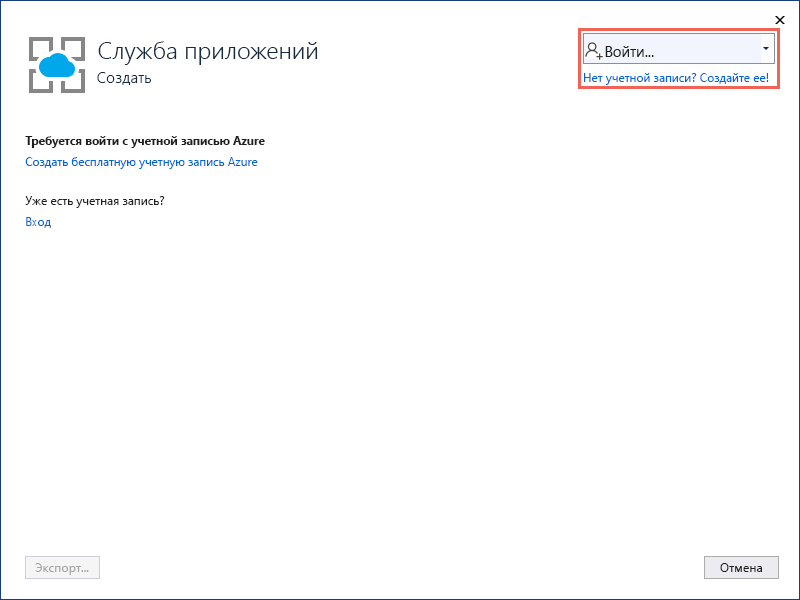 Служба приложений
Создать
Войти...
Нет учетной записи? Создайте ее!
Требуется войти с учетной записью Azure
Создать бесплатную учетную запись Azure
Уже есть учетная запись?
Вход
Экспорт...
Отмена